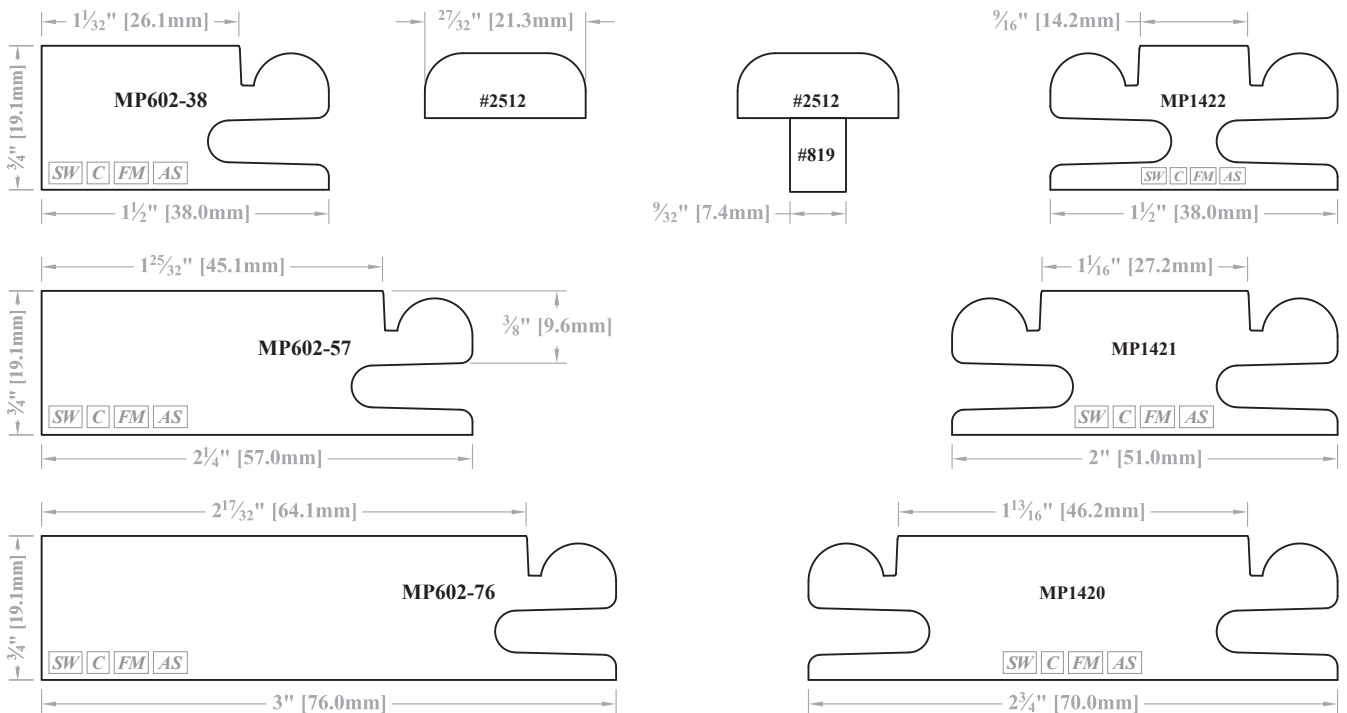 1 1/32" [26.1mm]
27/32" [21.3mm]
9/16" [14.2mm]
3/4" [19.1mm]
MP602-38
#2512
#2512
MP1422
#819
SW C FM AS
SW C FM AS
1 1/2" [38.0mm]
9/32" [7.4mm]
1 1/2" [38.0mm]
1 25/32" [45.1mm]
1 1/16" [27.2mm]
3/4" [19.1mm]
3/8" [9.6mm]
MP602-57
MP1421
SW C FM AS
SW C FM AS
2 1/4" [57.0mm]
2" [51.0mm]
2 17/32" [64.1mm]
1 13/16" [46.2mm]
3/4" [19.1mm]
MP602-76
MP1420
SW C FM AS
SW C FM AS
3" [76.0mm]
2 3/4" [70.0mm]